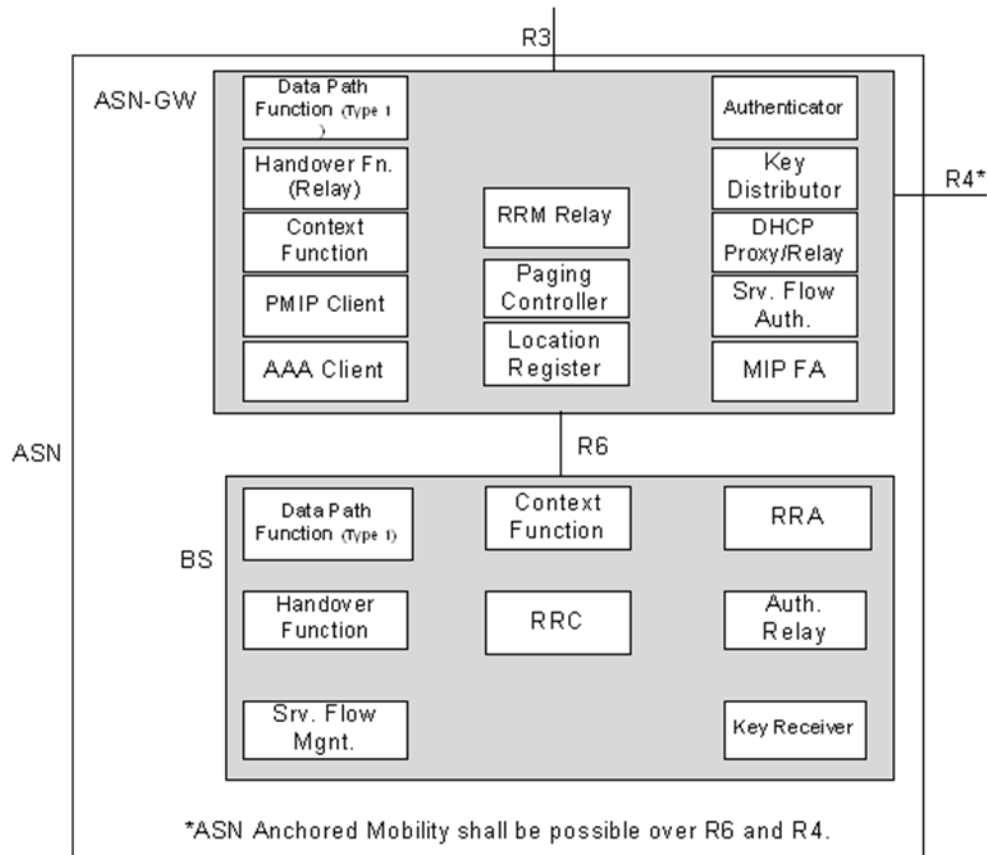 R3
ASN-GW
Data Path
Function (Type 1
)
Handover Fn.
(Relay)
Context
Function
PMIP Client
AAA Client
RRM Relay
Paging
Controller
Location
Register
Authenticator
Key
Distributor
DHCP
Proxy/Relay
Srv. Flow
Auth.
MIP FA
R4*
ASN
R6
BS
Data Path
Function (Type 1)
Handover
Function
Srv. Flow
Mgnt.
Context
Function
RRC
RRA
Auth.
Relay
Key Receiver
*ASN Anchored Mobility shall be possible over R6 and R4.